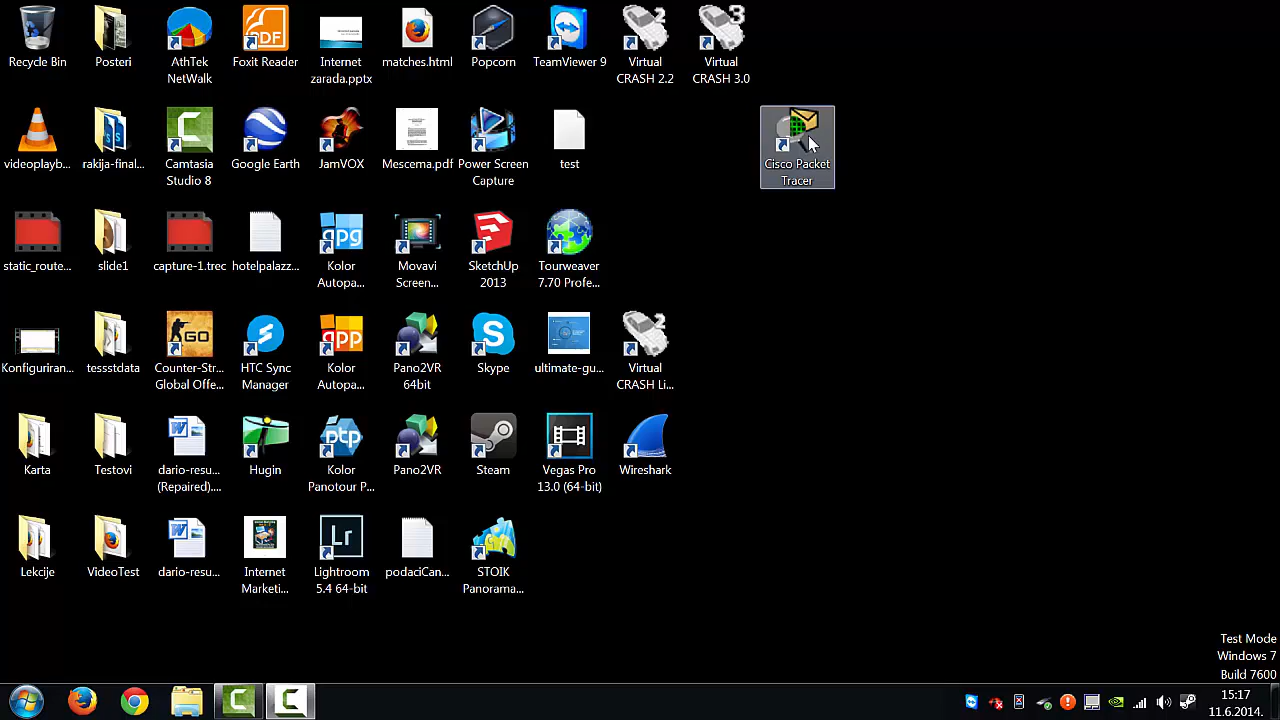 Recycle Bin
Posteri
AthTek
NetWalk
Foxit Reader
Internet
zarada.pptx
matches.html
Popcorn
TeamViewer 9
Virtual
CRASH 2.2
Virtual
CRASH 3.0
videoplayb...
rakija-final...
Camtasia
Studio 8
Google Earth
JamVOX
Mescema.pdf
Power Screen
Capture
test
Cisco Packet
Tracer
static_route...
slide1
capture-1.trec
hotelpalazz...
Kolor
Autopa...
Movavi
Screen...
SketchUp
2013
Tourweaver
7.70 Profe...
Konfiguriran...
tessstdata
Counter-Str...
Global Offe...
HTC Sync
Manager
Kolor
Autopa...
Pano2VR
64bit
Skype
ultimate-gu...
Virtual
CRASH Li...
Karta
Testovi
dario-resu...
(Repaired)....
Hugin
Kolor
Panotour P...
Pano2VR
Steam
Vegas Pro
13.0 (64-bit)
Wireshark
Lekcije
VideoTest
dario-resu...
Internet
Marketi...
Lightroom
5.4 64-bit
podaciCan...
STOIK
Panorama...
Test Mode
Windows 7
Build 7600
15:17
11.6.2014.